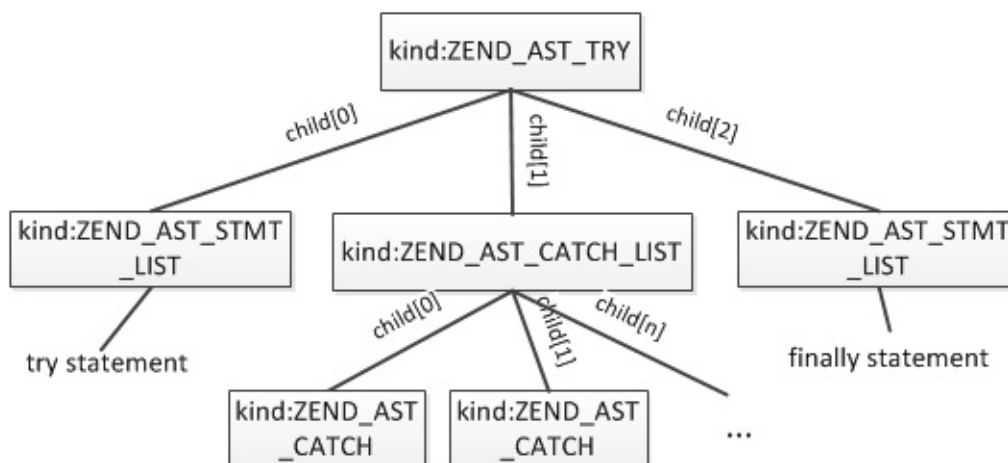 kind:ZEND_AST_TRY
child[0]
child[1]
child[2]
kind:ZEND_AST_STMT
_LIST
kind:ZEND_AST_CATCH_LIST
kind:ZEND_AST_STMT
_LIST
child[0]
child[1]
child[n]
try statement
finally statement
kind:ZEND_AST
_CATCH
kind:ZEND_AST
_CATCH
...